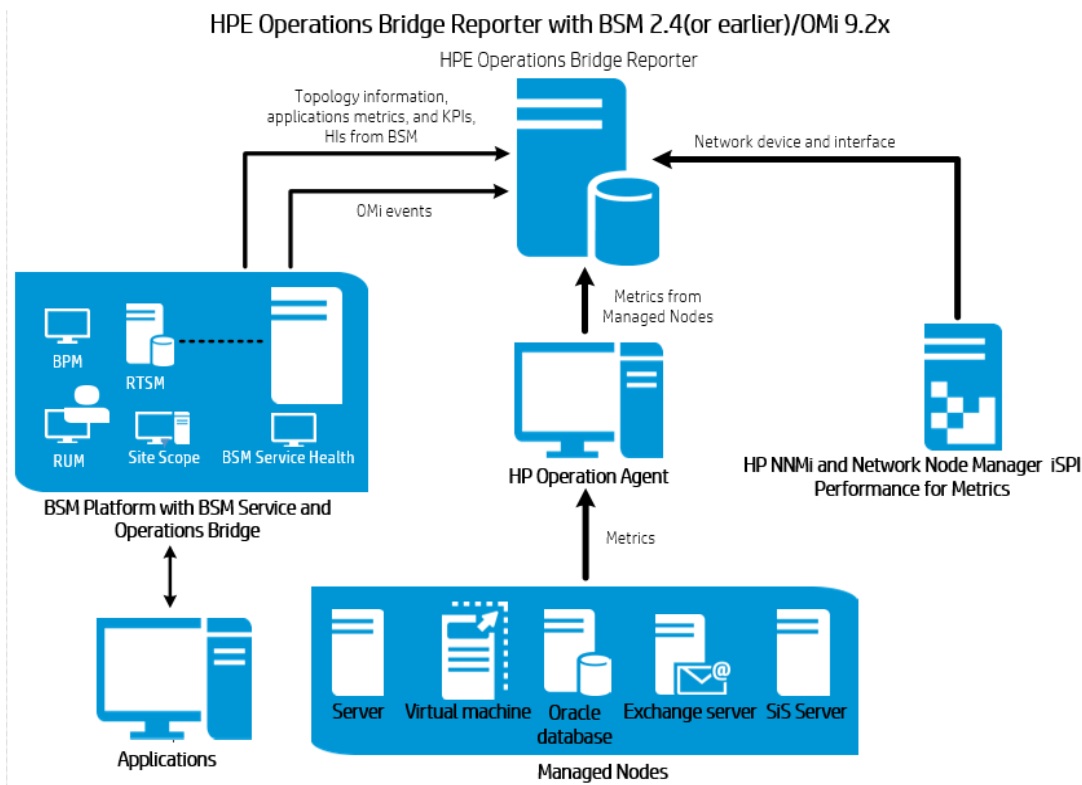 HPE Operations Bridge Reporter with BSM 2.4(or earlier)/OMi 9.2x
HPE Operations Bridge Reporter
Topology information,
applications metrics, and KPIs,
HIs from BSM
Network device and interface
OMi events
Metrics from
Managed Nodes
BPM
RTSM
RUM
Site Scope
BSM Service Health
BSM Platform with BSM Service and
Operations Bridge
HP Operation Agent
HP NNMi and Network Node Manager iSPI
Performance for Metrics
Metrics
Applications
Server
Virtual machine
Oracle
database
Exchange server
SiS Server
@
Managed Nodes